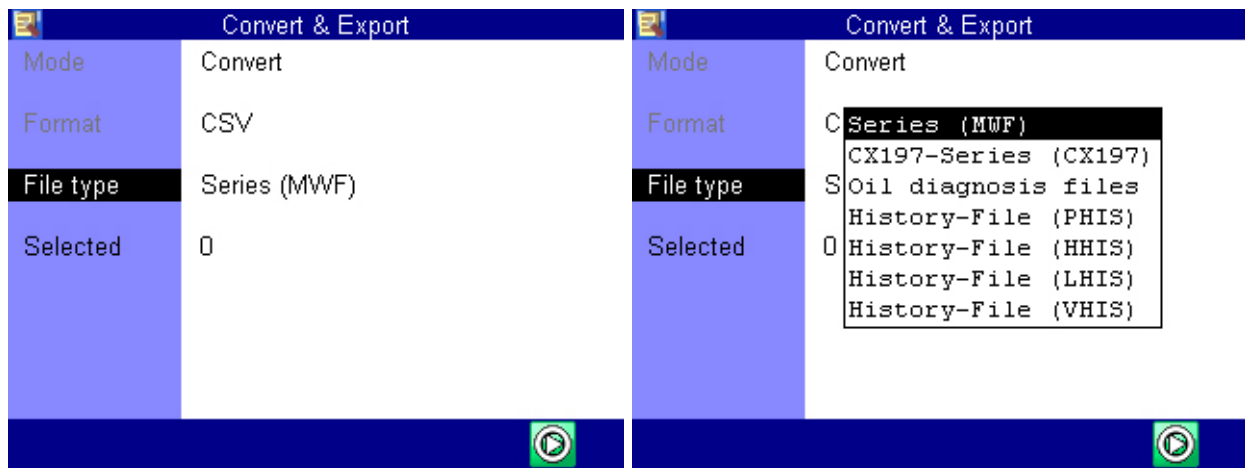 Convert & Export
Mode Convert
Format CSV
File type Series (MWF)
Selected 0
Convert & Export
Mode Convert
Format C
Series (MWF)
CX197-Series (CX197)
File type S
Oil diagnosis files
History-File (PHIS)
Selected 0
History-File (HHIS)
History-File (LHIS)
History-File (VHIS)